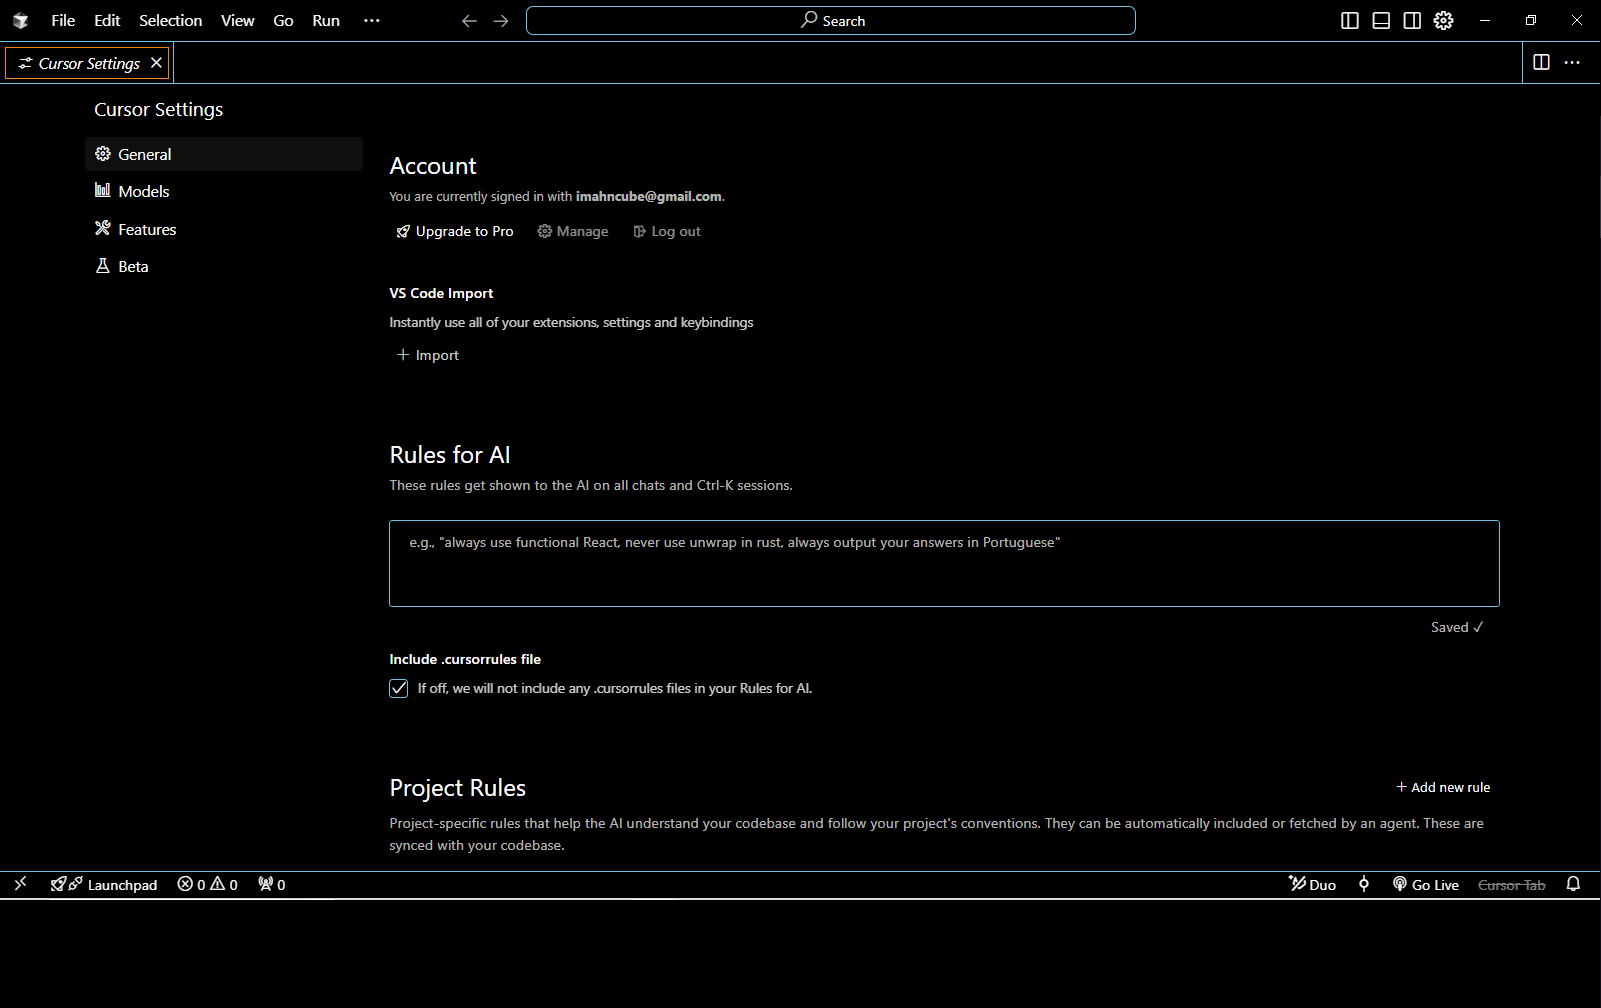 File Edit Selection View Go Run ··· Search
Cursor Settings
Cursor Settings
General
Models
Features
Beta
Account
You are currently signed in with imahncube@gmail.com.
Upgrade to Pro Manage Log out
VS Code Import
Instantly use all of your extensions, settings and keybindings
+ Import
Rules for AI
These rules get shown to the AI on all chats and Ctrl-K sessions.
e.g., "always use functional React, never use unwrap in rust, always output your answers in Portuguese"
Saved ✓
Include .cursorrules file
If off, we will not include any .cursorrules files in your Rules for AI.
Project Rules + Add new rule
Project-specific rules that help the AI understand your codebase and follow your project's conventions. They can be automatically included or fetched by an agent. These are
synced with your codebase.
Launchpad 0 0 0 Duo Go Live Cursor Tab